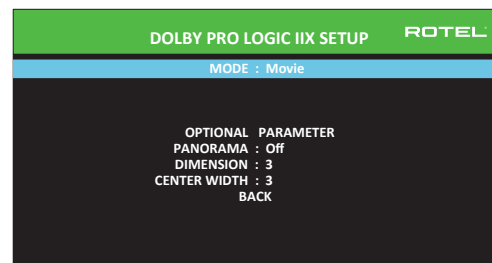 DOLBY PRO LOGIC IIX SETUP
ROTEL
MODE : Movie
OPTIONAL PARAMETER
PANORAMA : Off
DIMENSION : 3
CENTER WIDTH : 3
BACK